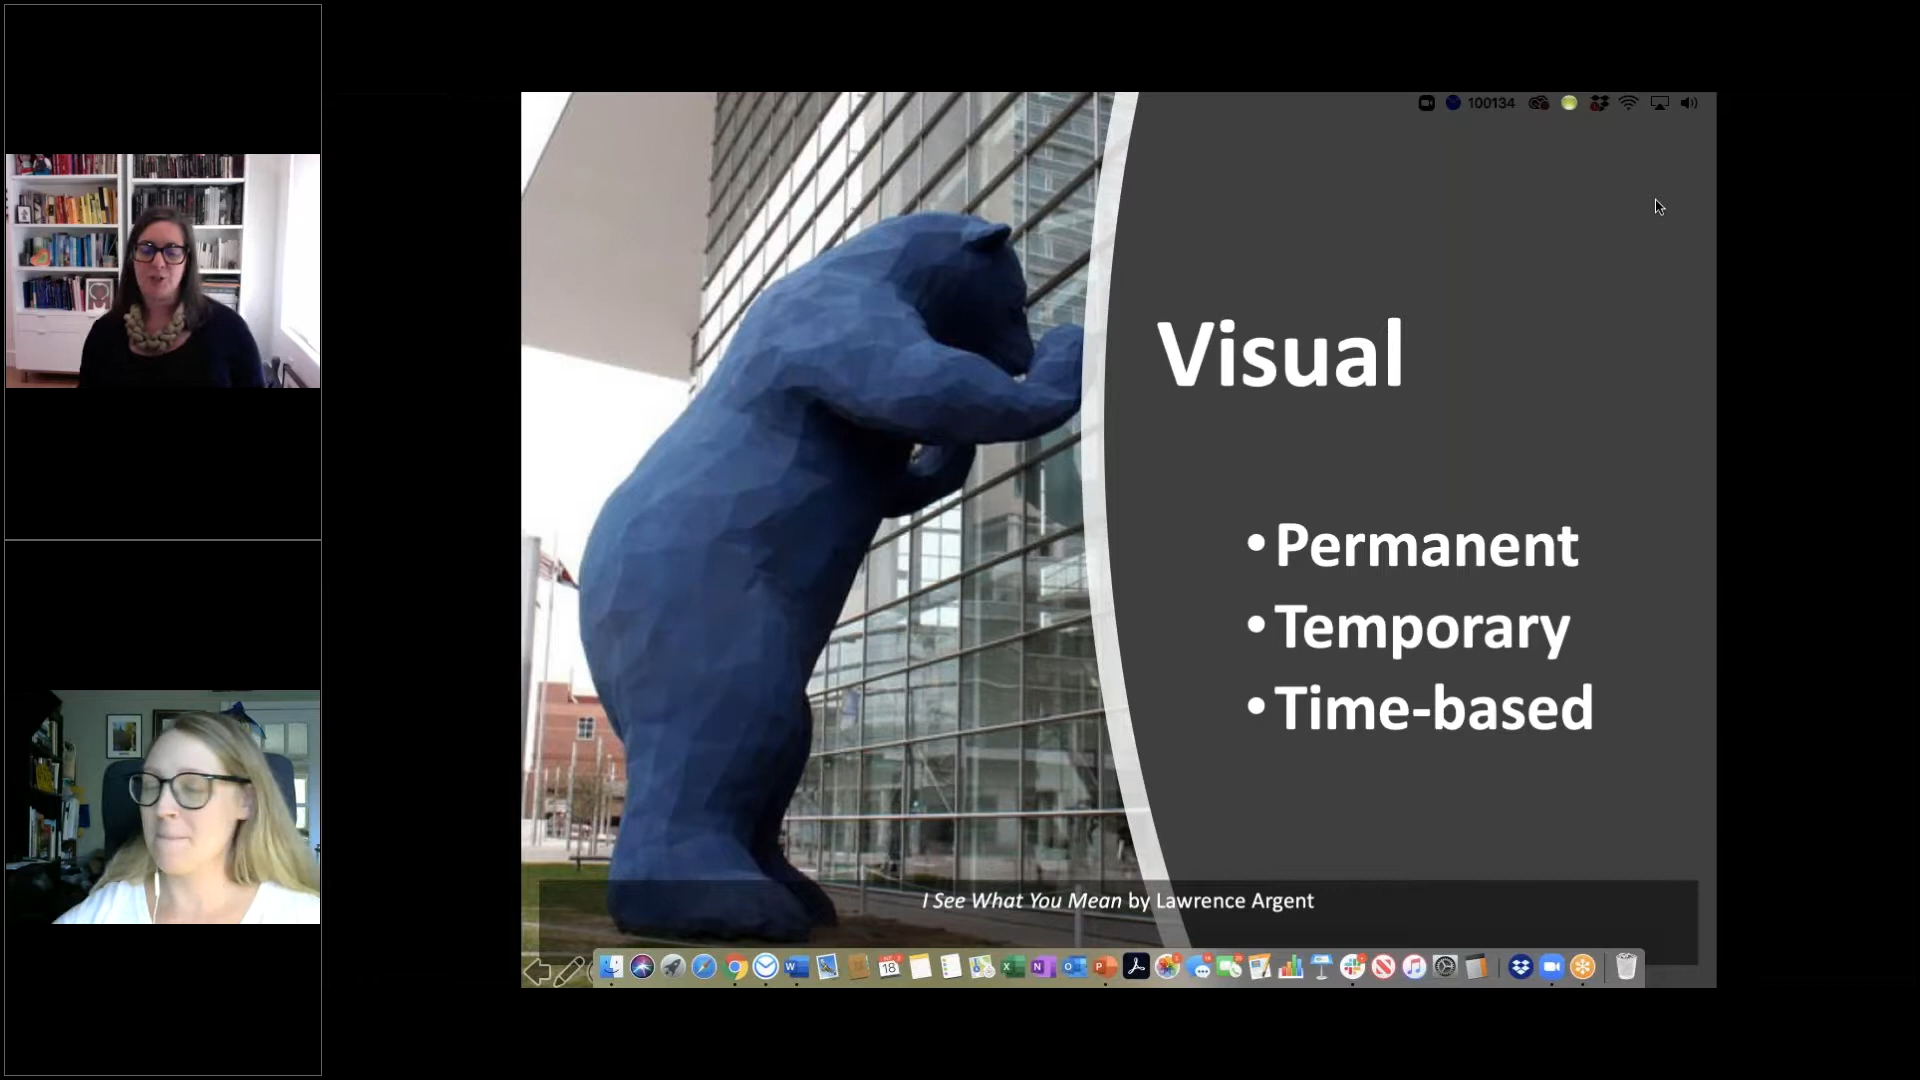 100134
Visual
• Permanent
• Temporary
• Time-based
I See What You Mean by Lawrence Argent
18